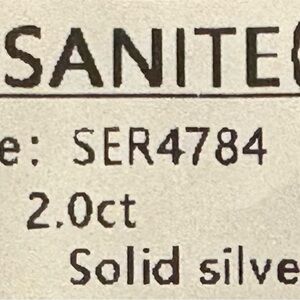 SANITE
e: SER4784
2.0ct
Solid silve